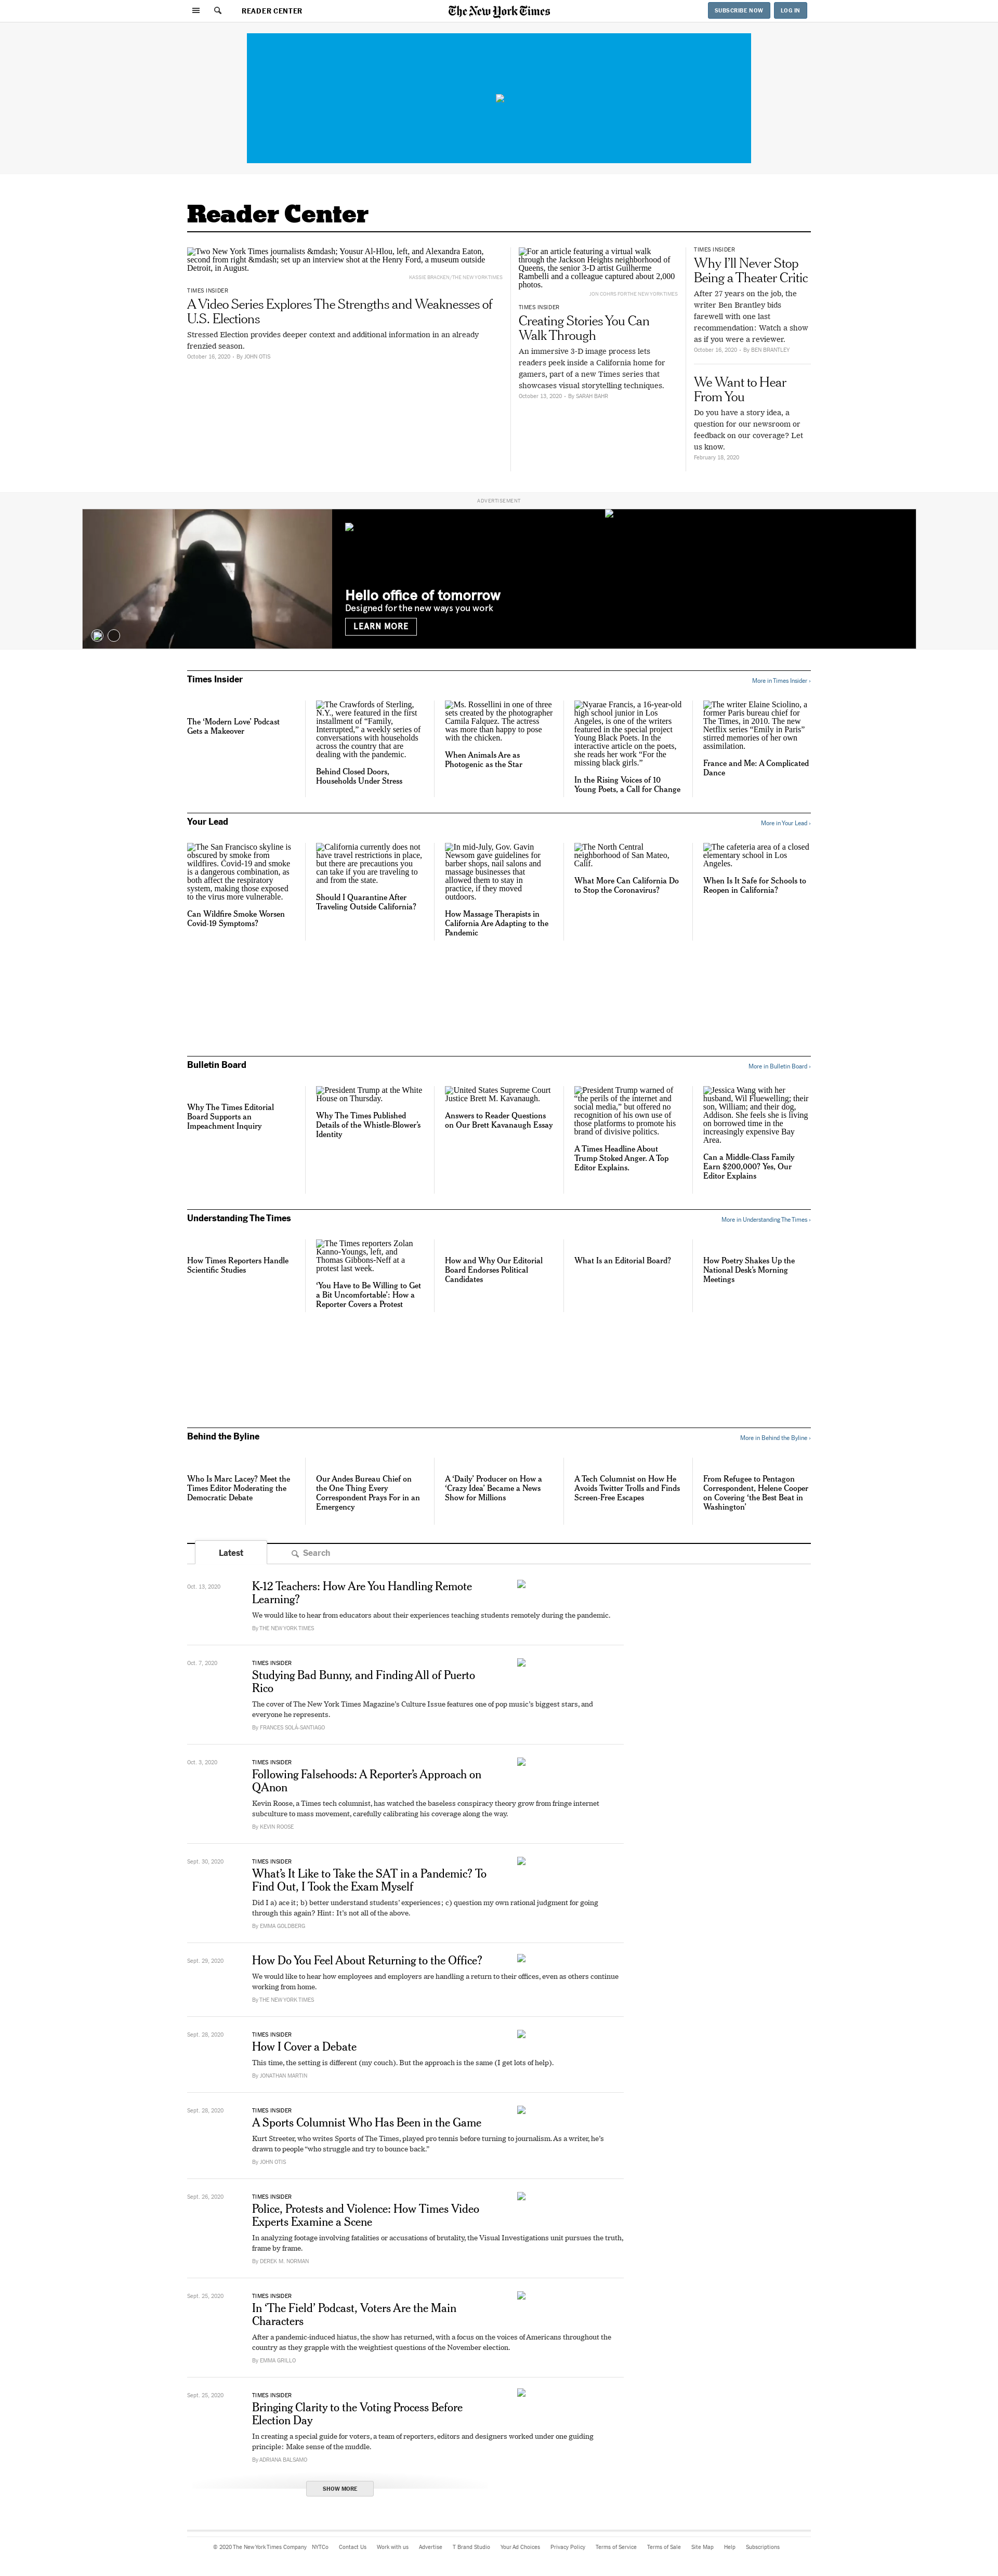 READER CENTER
The New York Times
SUBSCRIBE NOW
LOG IN
Reader Center
Two New York Times journalists &mdash; Yousur Al-Hlou, left, and Alexandra Eaton,
second from right &mdash; set up an interview shot at the Henry Ford, a museum outside
Detroit, in August.
HASSIE BRACKEN/THE NEW YORK TIMES
TIMES INSIDER
A Video Series Explores The Strengths and Weaknesses of
U.S. Elections
Stressed Election provides deeper context and additional information in an already
frenzied season.
October 16, 2020 - By JOHN OTIS
For an article featuring a virtual walk
through the Jackson Heights neighborhood of
Queens, the senior 3-D artist Guilherme
Rambelli and a colleague captured about 2,000
photos.
JON COHRS FOR THE NEW YORK TIMES
TIMES INSIDER
Creating Stories You Can
Walk Through
An immersive 3-D image process lets
readers peek inside a California home for
gamers, part of a new Times series that
showcases visual storytelling techniques.
October 13, 2020 - By SARAH BAHR
TIMES INSIDER
Why I'll Never Stop
Being a Theater Critic
After 27 years on the job, the
writer Ben Brantley bids
farewell with one last
recommendation: Watch a show
as if you were a reviewer.
October 16, 2020 - By BEN BRANTLEY
We Want to Hear
From You
Do you have a story idea, a
question for our newsroom or
feedback on our coverage? Let
us know.
February 18, 2020
ADVERTISEMENT
Hello office of tomorrow
Designed for the new ways you work
LEARN MORE
Times Insider
More in Times Insider ›
The ‘Modern Love’ Podcast
Gets a Makeover
The Crawfords of Sterling,
N.Y., were featured in the first
installment of “Family,
Interrupted,” a weekly series of
conversations with households
across the country that are
dealing with the pandemic.
Behind Closed Doors,
Households Under Stress
Ms. Rossellini in one of three
sets created by the photographer
Camila Falquez. The actress
was more than happy to pose
with the chicken.
When Animals Are as
Photogenic as the Star
Nyarae Francis, a 16-year-old
high school junior in Los
Angeles, is one of the writers
featured in the special project
Young Black Poets. In the
interactive article on the poets,
she reads her work “For the
missing black girls.”
In the Rising Voices of 10
Young Poets, a Call for Change
The writer Elaine Sciolino, a
former Paris bureau chief for
The Times, in 2010. The new
Netflix series “Emily in Paris”
stirred memories of her own
assimilation.
France and Me: A Complicated
Dance
Your Lead
More in Your Lead ›
The San Francisco skyline is
obscured by smoke from
wildfires. Covid-19 and smoke
is a dangerous combination, as
both affect the respiratory
system, making those exposed
to the virus more vulnerable.
Can Wildfire Smoke Worsen
Covid-19 Symptoms?
California currently does not
have travel restrictions in place,
but there are precautions you
can take if you are traveling to
and from the state.
Should I Quarantine After
Traveling Outside California?
In mid-July, Gov. Gavin
Newsom gave guidelines for
barber shops, nail salons and
massage businesses that
allowed them to stay in
practice, if they moved
outdoors.
How Massage Therapists in
California Are Adapting to the
Pandemic
The North Central
neighborhood of San Mateo,
Calif.
What More Can California Do
to Stop the Coronavirus?
The cafeteria area of a closed
elementary school in Los
Angeles.
When Is It Safe for Schools to
Reopen in California?
Bulletin Board
More in Bulletin Board ›
Why The Times Editorial
Board Supports an
Impeachment Inquiry
President Trump at the White
House on Thursday.
Why The Times Published
Details of the Whistle-Blower’s
Identity
United States Supreme Court
Justice Brett M. Kavanaugh.
Answers to Reader Questions
on Our Brett Kavanaugh Essay
President Trump warned of
“the perils of the internet and
social media,” but offered no
recognition of his own use of
those platforms to promote his
brand of divisive politics.
A Times Headline About
Trump Stoked Anger. A Top
Editor Explains.
Jessica Wang with her
husband, Wil Fluewelling; their
son, William; and their dog,
Addison. She feels she is living
on borrowed time in the
increasingly expensive Bay
Area.
Can a Middle-Class Family
Earn $200,000? Yes, Our
Editor Explains
Understanding The Times
More in Understanding The Times ›
How Times Reporters Handle
Scientific Studies
The Times reporters Zolan
Kanno-Youngs, left, and
Thomas Gibbons-Neff at a
protest last week.
‘You Have to Be Willing to Get
a Bit Uncomfortable’: How a
Reporter Covers a Protest
How and Why Our Editorial
Board Endorses Political
Candidates
What Is an Editorial Board?
How Poetry Shakes Up the
National Desk’s Morning
Meetings
Behind the Byline
More in Behind the Byline ›
Who Is Marc Lacey? Meet the
Times Editor Moderating the
Democratic Debate
Our Andes Bureau Chief on
the One Thing Every
Correspondent Prays For in an
Emergency
A ‘Daily’ Producer on How a
‘Crazy Idea’ Became a News
Show for Millions
A Tech Columnist on How He
Avoids Twitter Trolls and Finds
Screen-Free Escapes
From Refugee to Pentagon
Correspondent, Helene Cooper
on Covering ‘the Best Beat in
Washington’
Latest
Search
Oct. 13, 2020
K-12 Teachers: How Are You Handling Remote
Learning?
We would like to hear from educators about their experiences teaching students remotely during the pandemic.
By THE NEW YORK TIMES
Oct. 7, 2020
TIMES INSIDER
Studying Bad Bunny, and Finding All of Puerto
Rico
The cover of The New York Times Magazine’s Culture Issue features one of pop music’s biggest stars, and
everyone he represents.
By FRANCES SOLÁ-SANTIAGO
Oct. 3, 2020
TIMES INSIDER
Following Falsehoods: A Reporter’s Approach on
QAnon
Kevin Roose, a Times tech columnist, has watched the baseless conspiracy theory grow from fringe internet
subculture to mass movement, carefully calibrating his coverage along the way.
By KEVIN ROOSE
Sept. 30, 2020
TIMES INSIDER
What’s It Like to Take the SAT in a Pandemic? To
Find Out, I Took the Exam Myself
Did I a) ace it; b) better understand students’ experiences; c) question my own rational judgment for going
through this again? Hint: It’s not all of the above.
By EMMA GOLDBERG
Sept. 29, 2020
How Do You Feel About Returning to the Office?
We would like to hear how employees and employers are handling a return to their offices, even as others continue
working from home.
By THE NEW YORK TIMES
Sept. 28, 2020
TIMES INSIDER
How I Cover a Debate
This time, the setting is different (my couch). But the approach is the same (I get lots of help).
By JONATHAN MARTIN
Sept. 28, 2020
TIMES INSIDER
A Sports Columnist Who Has Been in the Game
Kurt Streeter, who writes Sports of The Times, played pro tennis before turning to journalism. As a writer, he’s
drawn to people “who struggle and try to bounce back.”
By JOHN OTIS
Sept. 26, 2020
TIMES INSIDER
Police, Protests and Violence: How Times Video
Experts Examine a Scene
In analyzing footage involving fatalities or accusations of brutality, the Visual Investigations unit pursues the truth,
frame by frame.
By DEREK M. NORMAN
Sept. 25, 2020
TIMES INSIDER
In ‘The Field’ Podcast, Voters Are the Main
Characters
After a pandemic-induced hiatus, the show has returned, with a focus on the voices of Americans throughout the
country as they grapple with the weightiest questions of the November election.
By EMMA GRILLO
Sept. 25, 2020
TIMES INSIDER
Bringing Clarity to the Voting Process Before
Election Day
In creating a special guide for voters, a team of reporters, editors and designers worked under one guiding
principle: Make sense of the muddle.
By ADRIANA BALSAMO
SHOW MORE
© 2020 The New York Times Company NYTCo Contact Us Work with us Advertise T Brand Studio Your Ad Choices Privacy Policy Terms of Service Terms of Sale Site Map Help Subscriptions